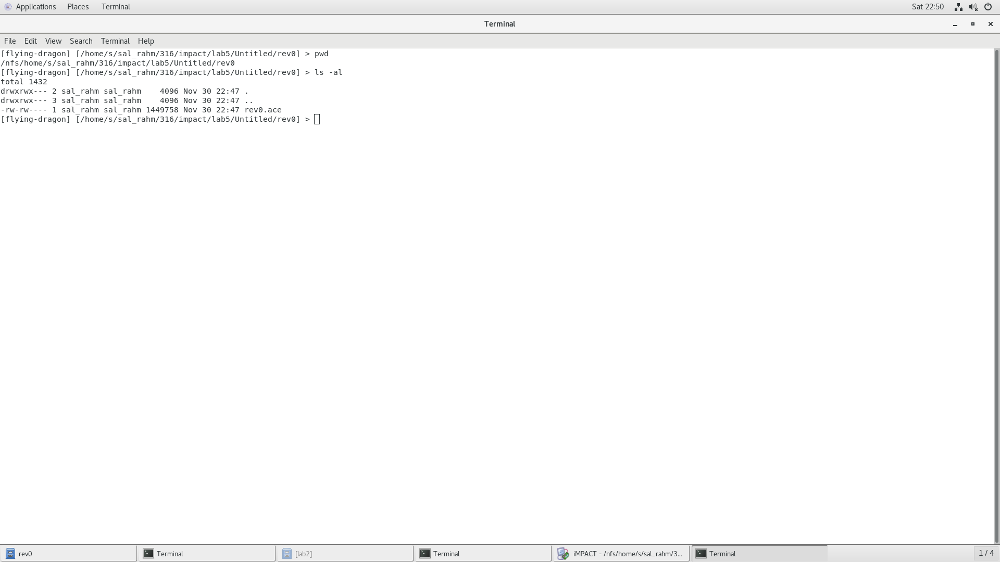 Applications Places Terminal Sat 22:50
Terminal
File Edit View Search Terminal Help
[flying-dragon] [/home/s/sal_rahm/316/impact/lab5/Untitled/rev0] > pwd
/nfs/home/s/sal_rahm/316/impact/lab5/Untitled/rev0
[flying-dragon] [/home/s/sal_rahm/316/impact/lab5/Untitled/rev0] > ls -al
total 1432
drwxrwx--- 2 sal_rahm sal_rahm    4096 Nov 30 22:47 .
drwxrwx--- 3 sal_rahm sal_rahm    4096 Nov 30 22:47 ..
-rw-rw---- 1 sal_rahm sal_rahm 1449758 Nov 30 22:47 rev0.ace
[flying-dragon] [/home/s/sal_rahm/316/impact/lab5/Untitled/rev0] >
rev0 Terminal [lab2] Terminal iMPACT - /nfs/home/s/sal_rahm/3... Terminal 1 / 4